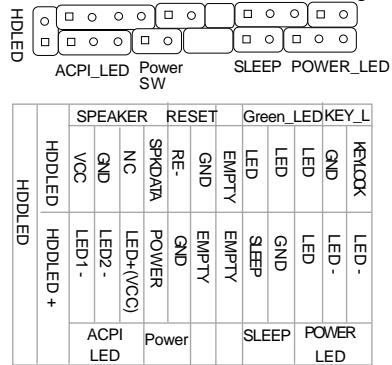 HDLED
ACPI_LED Power SW SLEEP POWER_LED
SPEAKER RESET Green_LED KEY_L
HDDLED
HDDLED VCC GND NC SPKDATA RE- GND EMPTY LED LED LED GND KEYLOCK
HDDLED + LED1 - LED2 - LED+(VCC) POWER GND EMPTY EMPTY SLEEP GND LED LED - LED -
ACPI LED Power SLEEP POWER LED